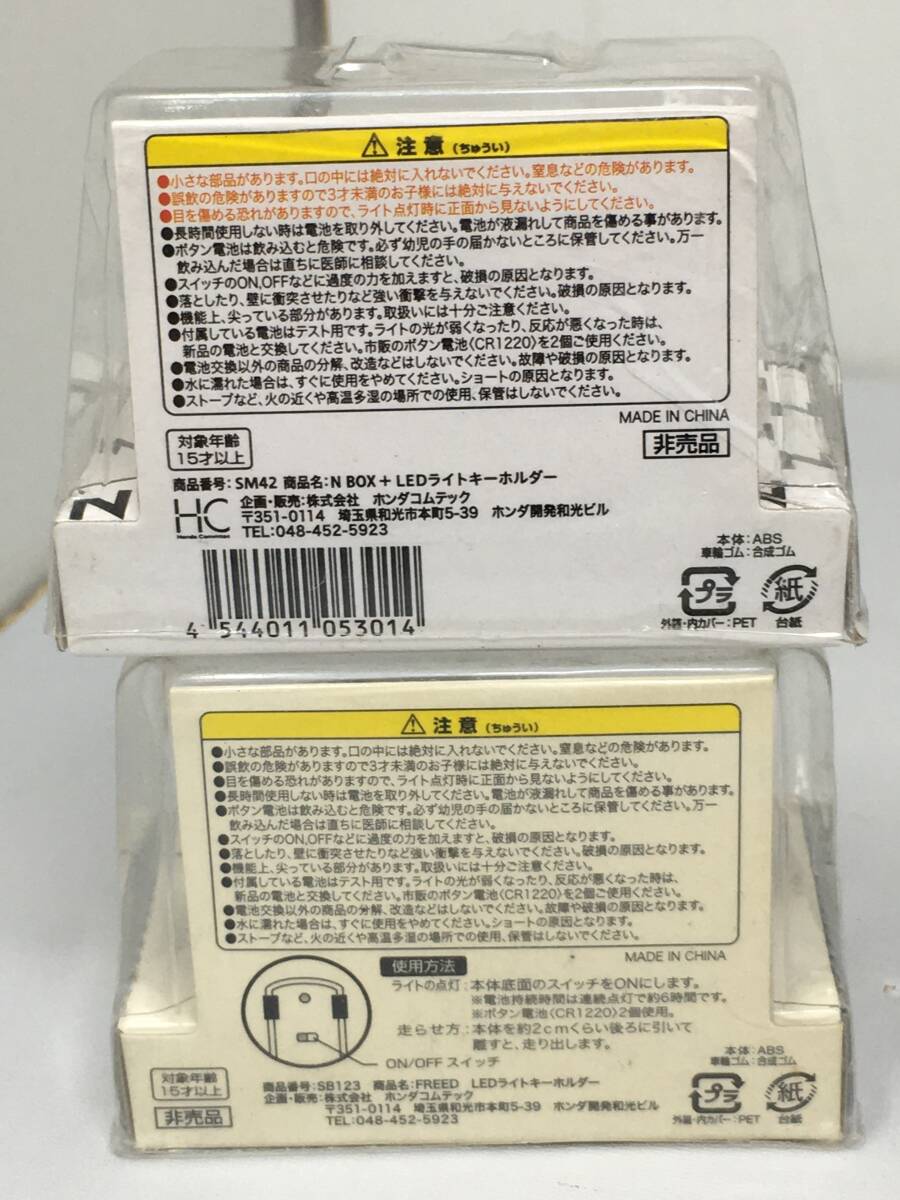 ⚠ 注意 (ちゅうい)
●小さな部品があります。口の中には絶対に入れないでください。窒息などの危険があります。
●誤飲の危険がありますので3才未満のお子様には絶対に与えないでください。
●目を傷める恐れがありますので、ライト点灯時に正面から見ないようにしてください。
●長時間使用しない時は電池を取り外してください。電池が液漏れして商品を傷める事があります。
●ボタン電池は飲み込むと危険です。必ず幼児の手の届かないところに保管してください。万一
飲み込んだ場合は直ちに医師に相談してください。
●スイッチのON,OFFなどに過度の力を加えますと、破損の原因となります。
●落としたり、壁に衝突させたりなど強い衝撃を与えないでください。破損の原因となります。
●機能上、尖っている部分があります。取扱いには十分ご注意ください。
●付属している電池はテスト用です。ライトの光が弱くなったり、反応が悪くなった時は、
新品の電池と交換してください。市販のボタン電池〈CR1220〉を2個ご使用ください。
●電池交換以外の商品の分解、改造などはしないでください。故障や破損の原因となります。
●水に濡れた場合は、すぐに使用をやめてください。ショートの原因となります。
●ストーブなど、火の近くや高温多湿の場所での使用、保管はしないでください。
MADE IN CHINA
対象年齢
15才以上
非売品
商品番号:SM42 商品名:N BOX+ LEDライトキーホルダー
HC
Honda Commtec
企画・販売:株式会社 ホンダコムテック
〒351-0114 埼玉県和光市本町5-39 ホンダ開発和光ビル
TEL:048-452-5923
本体:ABS
車輪ゴム:合成ゴム
プラ
紙
外器・内カバー:PET
台紙
4 544011 053014
⚠ 注意 (ちゅうい)
●小さな部品があります。口の中には絶対に入れないでください。窒息などの危険があります。
●誤飲の危険がありますので3才未満のお子様には絶対に与えないでください。
●目を傷める恐れがありますので、ライト点灯時に正面から見ないようにしてください。
●長時間使用しない時は電池を取り外してください。電池が液漏れして商品を傷める事があります。
●ボタン電池は飲み込むと危険です。必ず幼児の手の届かないところに保管してください。万一
飲み込んだ場合は直ちに医師に相談してください。
●スイッチのON,OFFなどに過度の力を加えますと、破損の原因となります。
●落としたり、壁に衝突させたりなど強い衝撃を与えないでください。破損の原因となります。
●機能上、尖っている部分があります。取扱いには十分ご注意ください。
●付属している電池はテスト用です。ライトの光が弱くなったり、反応が悪くなった時は、
新品の電池と交換してください。市販のボタン電池〈CR1220〉を2個ご使用ください。
●電池交換以外の商品の分解、改造などはしないでください。故障や破損の原因となります。
●水に濡れた場合は、すぐに使用をやめてください。ショートの原因となります。
●ストーブなど、火の近くや高温多湿の場所での使用、保管はしないでください。
MADE IN CHINA
使用方法
ライトの点灯:本体底面のスイッチをONにします。
※電池持続時間は連続点灯で約6時間です。
※ボタン電池〈CR1220〉2個使用。
走らせ方:本体を約2cmくらい後ろに引いて
離すと、走り出します。
ON/OFF スイッチ
対象年齢
15才以上
非売品
商品番号:SB123 商品名:FREED LEDライトキーホルダー
企画・販売:株式会社 ホンダコムテック
〒351-0114 埼玉県和光市本町5-39 ホンダ開発和光ビル
TEL:048-452-5923
本体:ABS
車輪ゴム:合成ゴム
プラ
紙
外器・内カバー:PET
台紙